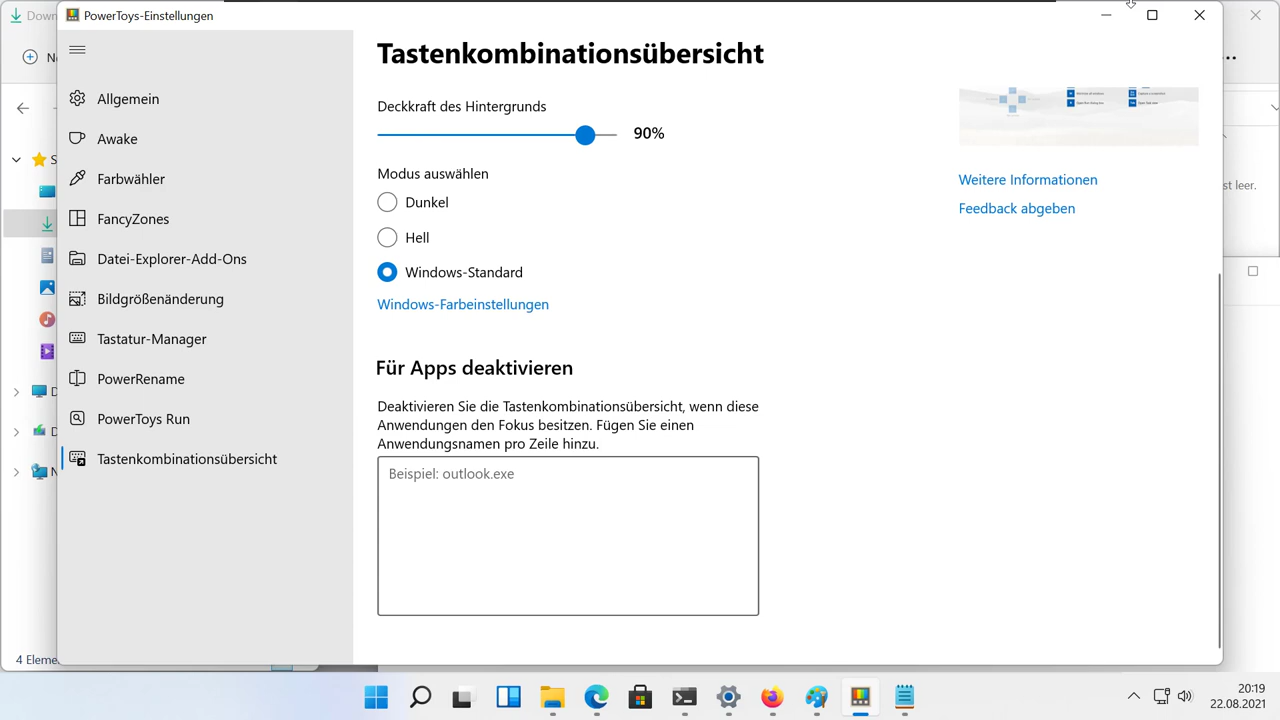 Down
PowerToys-Einstellungen
Allgemein
Awake
Farbwähler
FancyZones
Datei-Explorer-Add-Ons
Bildgrößenänderung
Tastatur-Manager
PowerRename
PowerToys Run
Tastenkombinationsübersicht
Tastenkombinationsübersicht
Deckkraft des Hintergrunds
90%
Modus auswählen
Dunkel
Hell
Windows-Standard
Windows-Farbeinstellungen
Für Apps deaktivieren
Deaktivieren Sie die Tastenkombinationsübersicht, wenn diese
Anwendungen den Fokus besitzen. Fügen Sie einen
Anwendungsnamen pro Zeile hinzu.
Beispiel: outlook.exe
Weitere Informationen
Feedback abgeben
st leer.
4 Eleme
20:19
22.08.2021